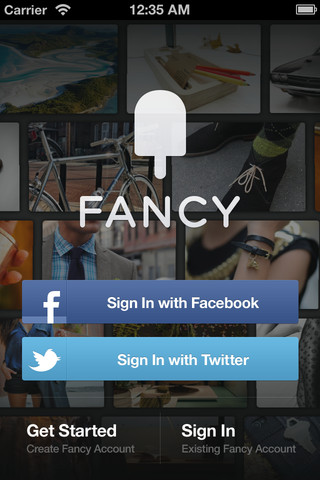 Carrier 12:35 AM
FANCY
f Sign In with Facebook
Sign In with Twitter
Get Started
Create Fancy Account
Sign In
Existing Fancy Account